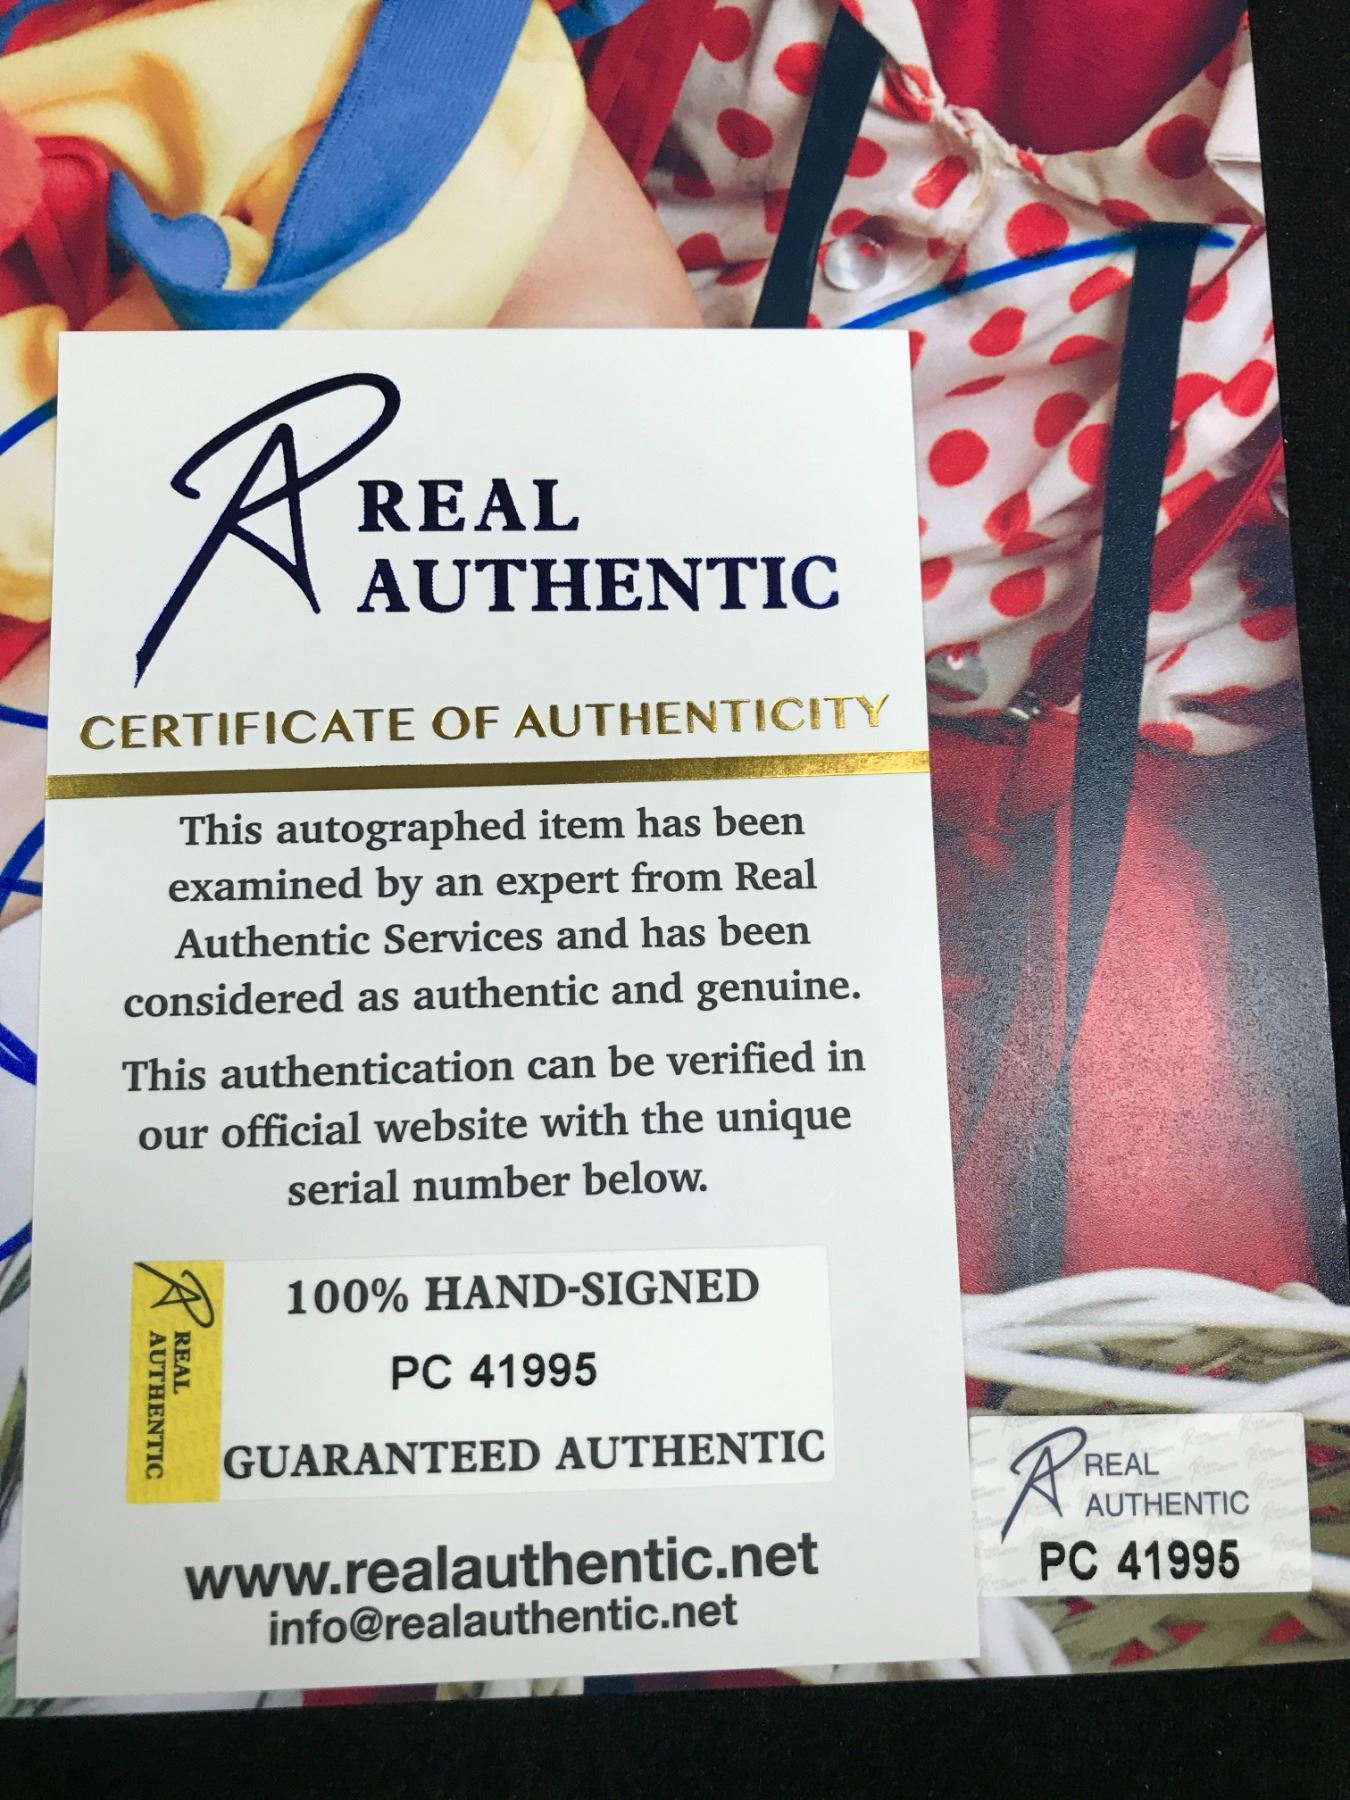 REAL
AUTHENTIC
CERTIFICATE OF AUTHENTICITY
This autographed item has been
examined by an expert from Real
Authentic Services and has been
considered as authentic and genuine.
This authentication can be verified in
our official website with the unique
serial number below.
REAL
AUTHENTIC
100% HAND-SIGNED
PC 41995
GUARANTEED AUTHENTIC
www.realauthentic.net
info@realauthentic.net
REAL
AUTHENTIC
PC 41995